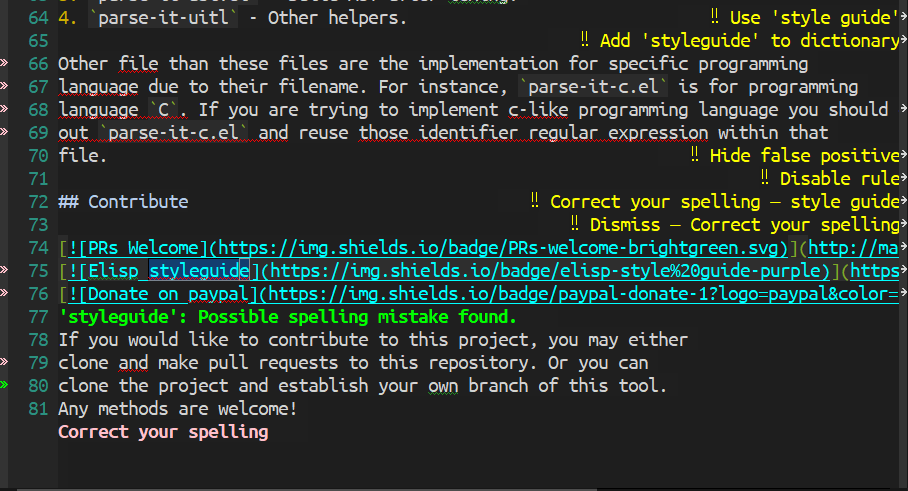 64 4. `parse-it-uitl` - Other helpers. ‼ Use 'style guide'
65 ‼ Add 'styleguide' to dictionary
66 Other file than these files are the implementation for specific programming
67 language due to their filename. For instance, `parse-it-c.el` is for programming
68 language `C`. If you are trying to implement c-like programming language you should
69 out `parse-it-c.el` and reuse those identifier regular expression within that
70 file. ‼ Hide false positive
71 ‼ Disable rule
72 ## Contribute ‼ Correct your spelling — style guide
73 ‼ Dismiss — Correct your spelling
74 [![PRs Welcome](https://img.shields.io/badge/PRs-welcome-brightgreen.svg)](http://ma
75 [![Elisp styleguide](https://img.shields.io/badge/elisp-style%20guide-purple)](https
76 [![Donate on paypal](https://img.shields.io/badge/paypal-donate-1?logo=paypal&color=
77 'styleguide': Possible spelling mistake found.
78 If you would like to contribute to this project, you may either
79 clone and make pull requests to this repository. Or you can
80 clone the project and establish your own branch of this tool.
81 Any methods are welcome!
Correct your spelling